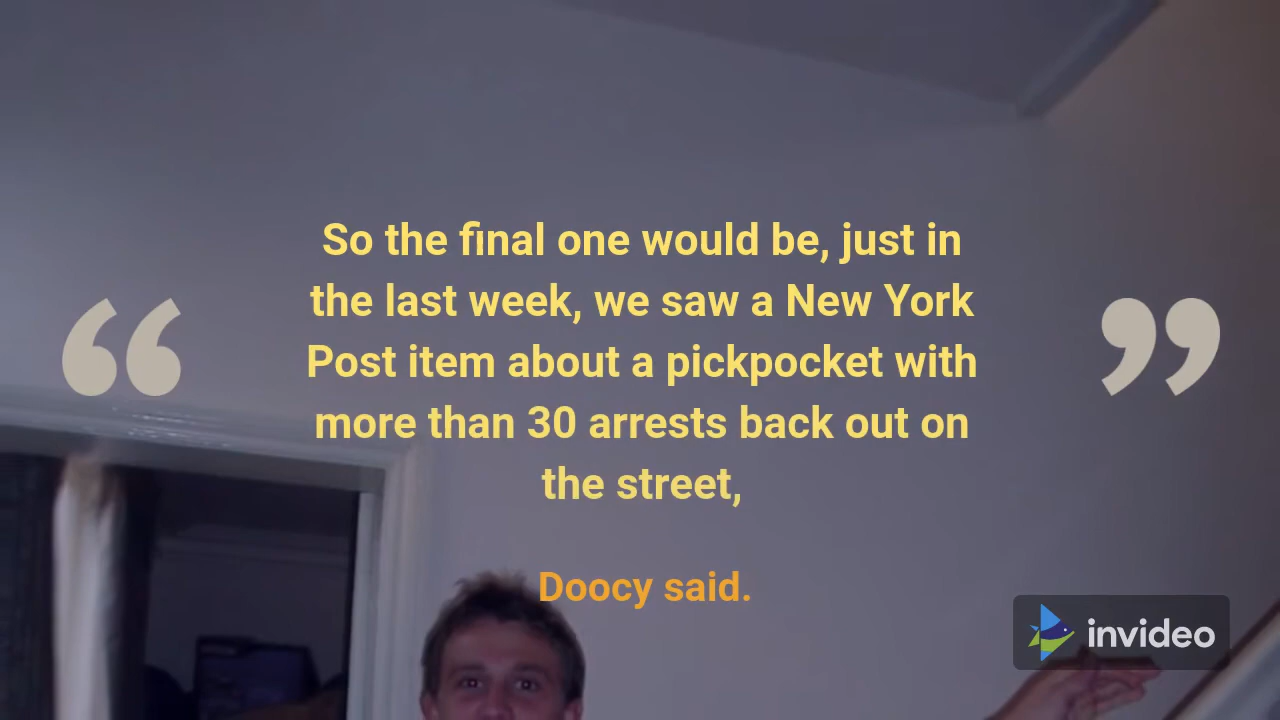 So the final one would be, just in
the last week, we saw a New York
Post item about a pickpocket with
more than 30 arrests back out on
the street,
Doocy said.
invideo